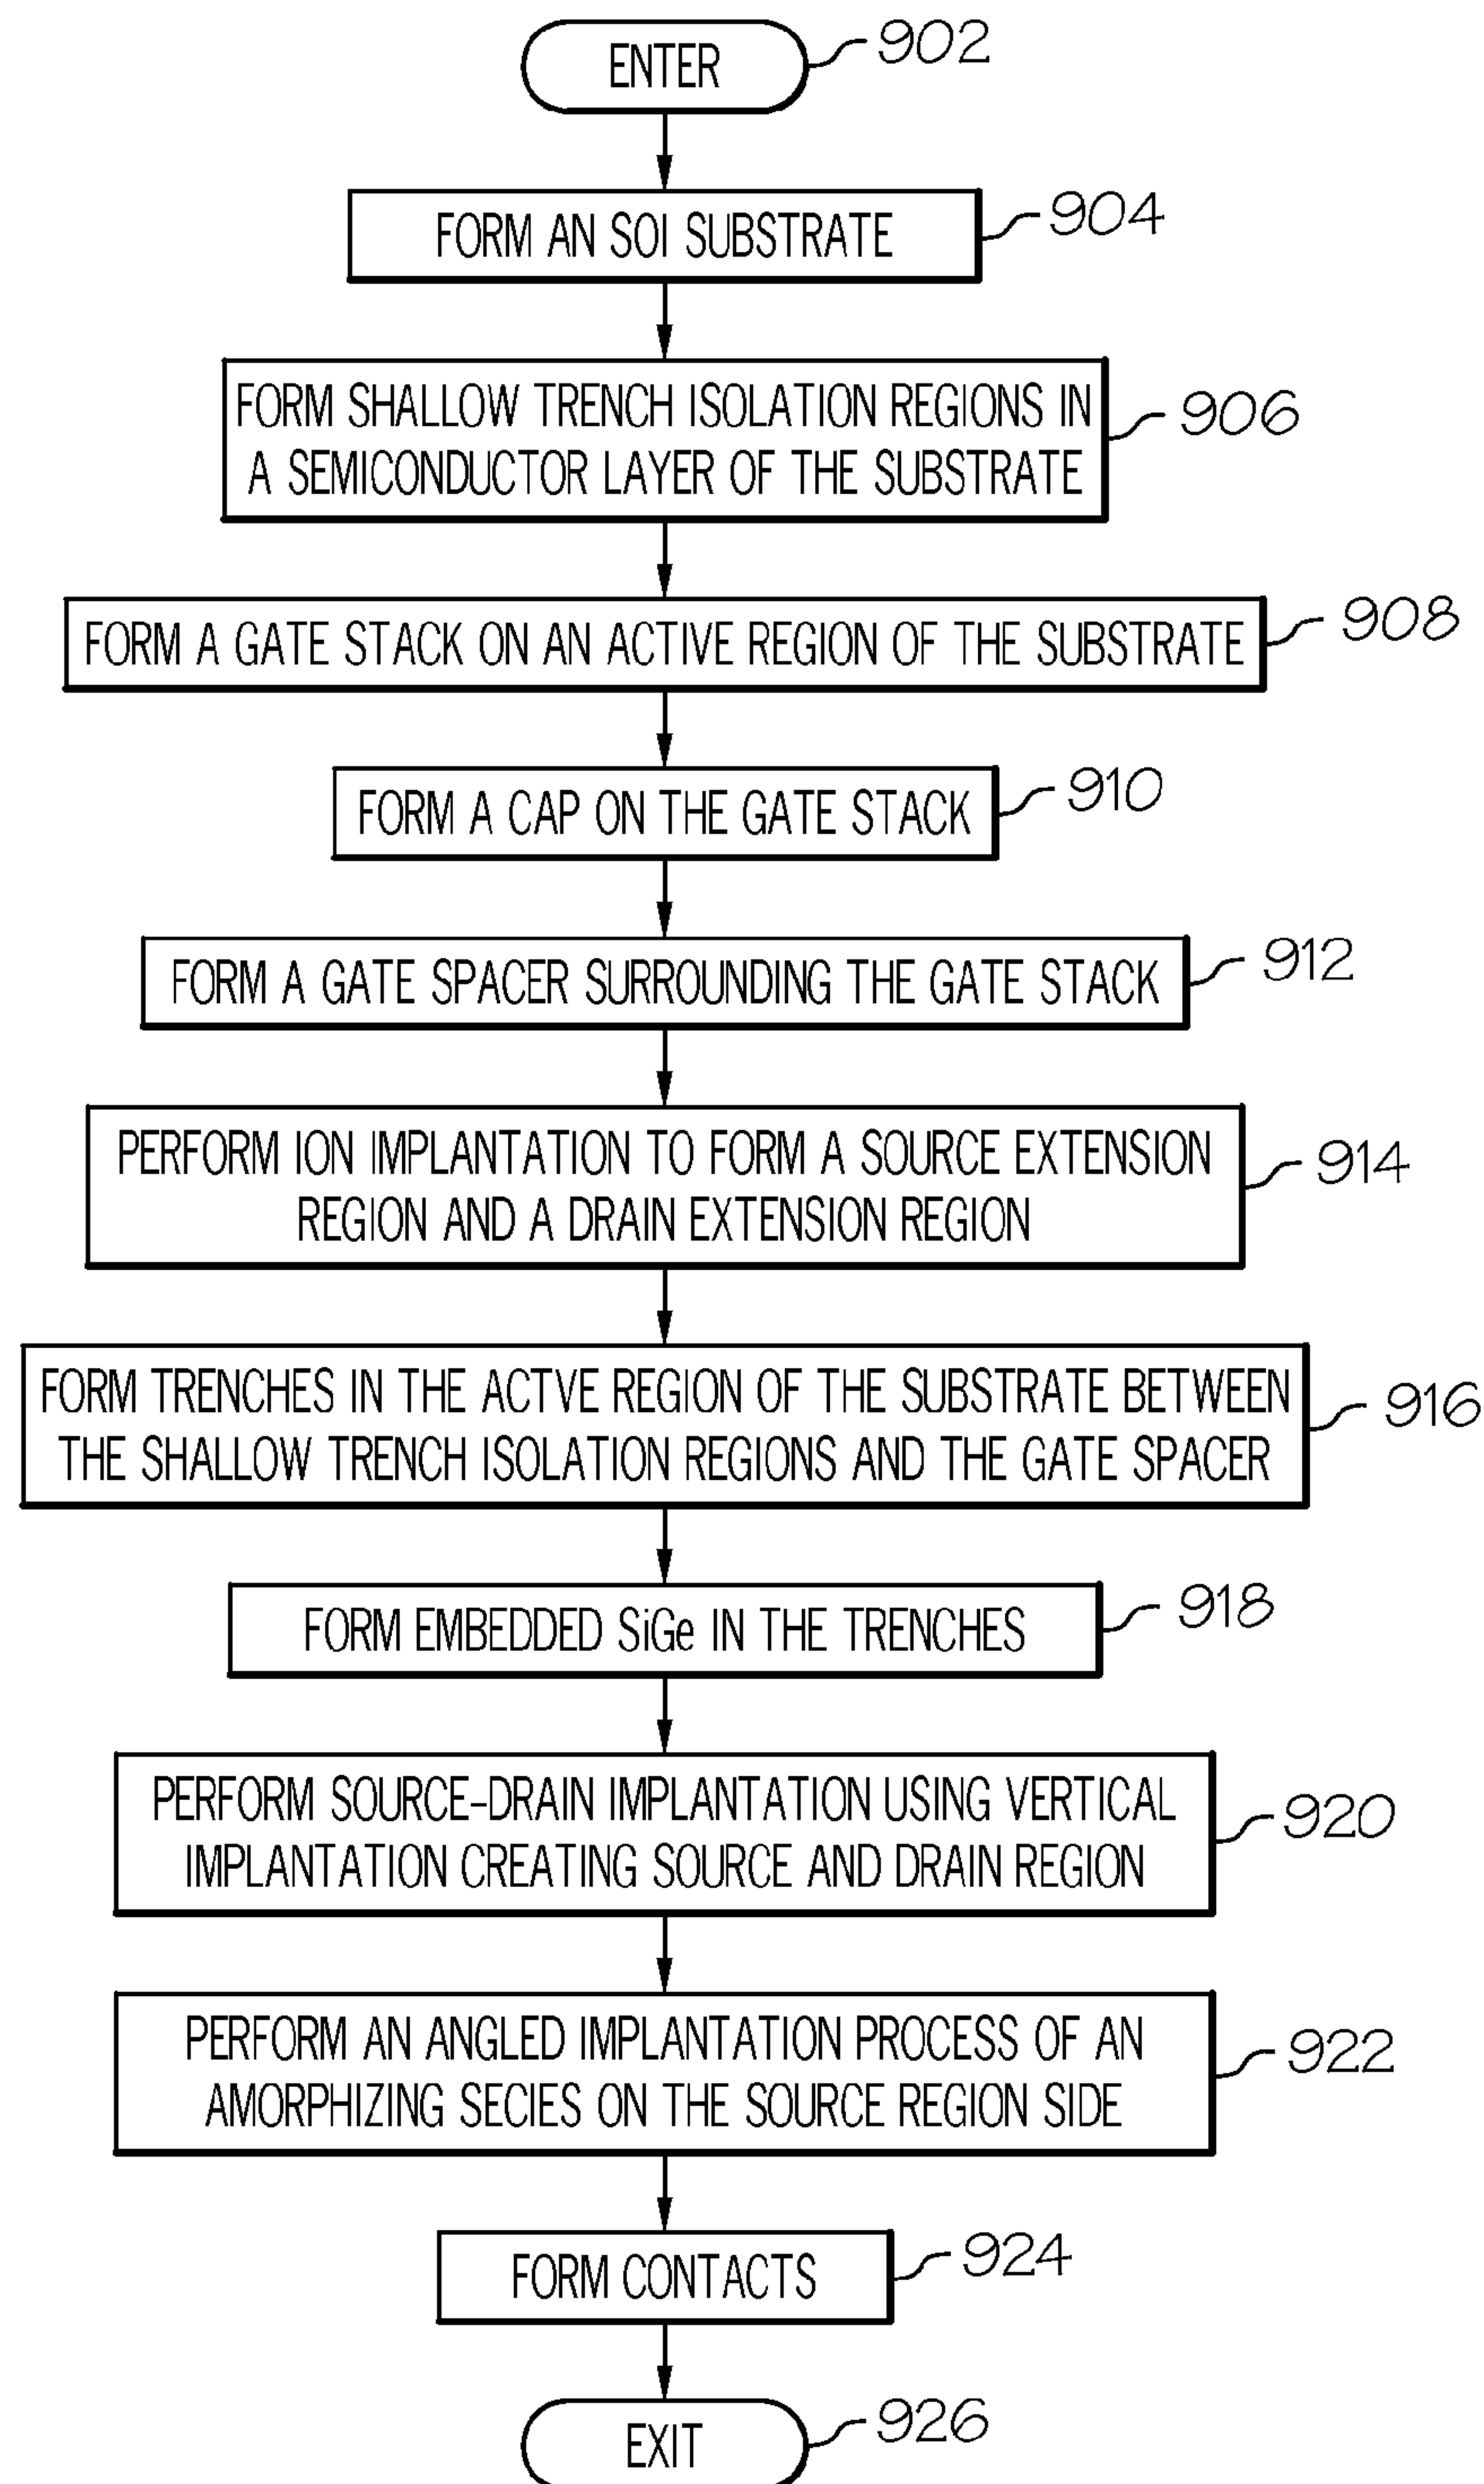 ENTER
902
FORM AN SOI SUBSTRATE
904
FORM SHALLOW TRENCH ISOLATION REGIONS IN
A SEMICONDUCTOR LAYER OF THE SUBSTRATE
906
FORM A GATE STACK ON AN ACTIVE REGION OF THE SUBSTRATE
908
FORM A CAP ON THE GATE STACK
910
FORM A GATE SPACER SURROUNDING THE GATE STACK
912
PERFORM ION IMPLANTATION TO FORM A SOURCE EXTENSION
REGION AND A DRAIN EXTENSION REGION
914
FORM TRENCHES IN THE ACTVE REGION OF THE SUBSTRATE BETWEEN
THE SHALLOW TRENCH ISOLATION REGIONS AND THE GATE SPACER
916
FORM EMBEDDED SiGe IN THE TRENCHES
918
PERFORM SOURCE-DRAIN IMPLANTATION USING VERTICAL
IMPLANTATION CREATING SOURCE AND DRAIN REGION
920
PERFORM AN ANGLED IMPLANTATION PROCESS OF AN
AMORPHIZING SECIES ON THE SOURCE REGION SIDE
922
FORM CONTACTS
924
EXIT
926